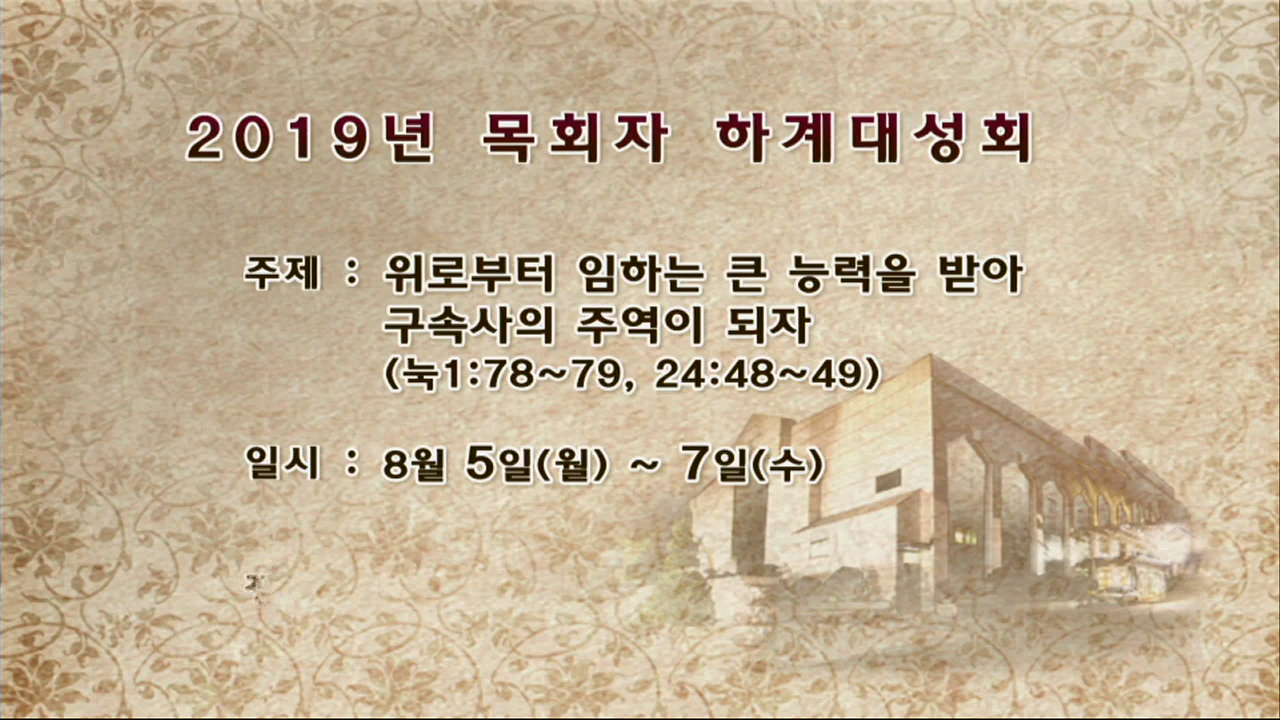 2019년 목회자 하계대성회
주제 : 위로부터 임하는 큰 능력을 받아
구속사의 주역이 되자
(눅1:78~79, 24:48~49)
일시 : 8월 5일(월) ~ 7일(수)